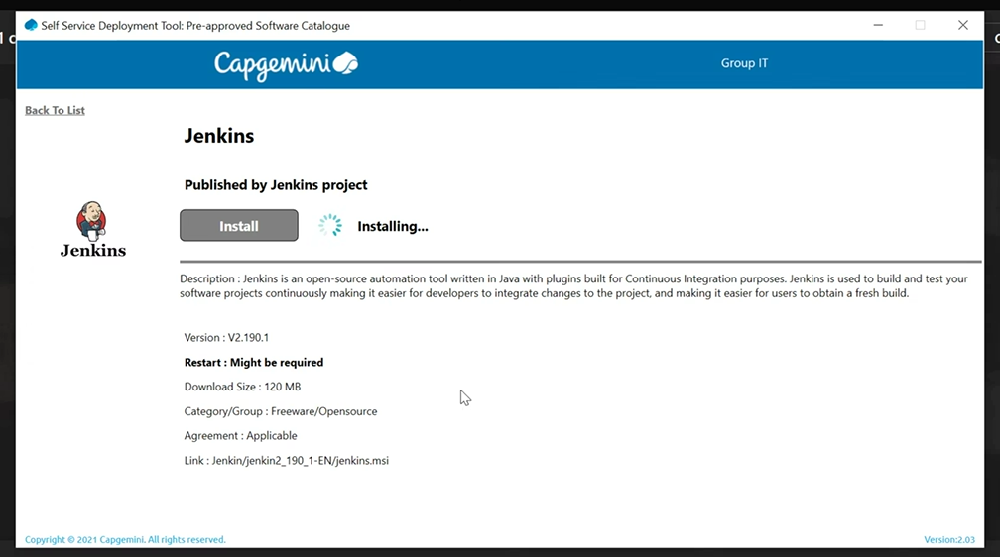 Self Service Deployment Tool: Pre-approved Software Catalogue
Capgemini
Group IT
Back To List
Jenkins
Published by Jenkins project
Install
Installing...
Jenkins
Description : Jenkins is an open-source automation tool written in Java with plugins built for Continuous Integration purposes. Jenkins is used to build and test your
software projects continuously making it easier for developers to integrate changes to the project, and making it easier for users to obtain a fresh build.
Version : V2.190.1
Restart : Might be required
Download Size : 120 MB
Category/Group : Freeware/Opensource
Agreement : Applicable
Link : Jenkin/jenkin2_190_1-EN/jenkins.msi
Copyright © 2021 Capgemini. All rights reserved.
Version:2.03